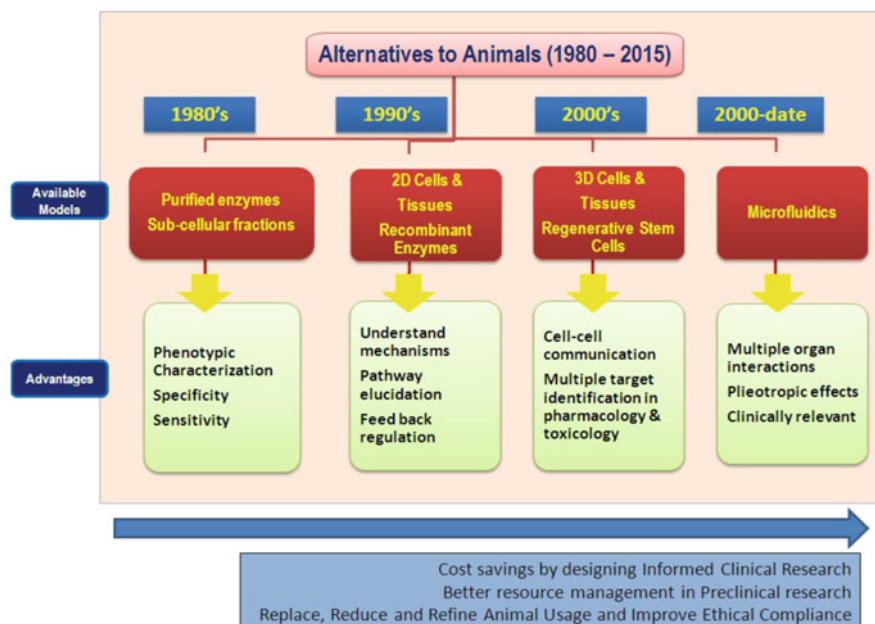 Alternatives to Animals (1980 – 2015)
1980's
1990's
2000's
2000-date
Available
Models
Purified enzymes
Sub-cellular fractions
2D Cells &
Tissues
Recombinant
Enzymes
3D Cells &
Tissues
Regenerative Stem
Cells
Microfluidics
Advantages
Phenotypic
Characterization
Specificity
Sensitivity
Understand
mechanisms
Pathway
elucidation
Feed back
regulation
Cell-cell
communication
Multiple target
identification in
pharmacology &
toxicology
Multiple organ
interactions
Plieotropic effects
Clinically relevant
Cost savings by designing Informed Clinical Research
Better resource management in Preclinical research
Replace, Reduce and Refine Animal Usage and Improve Ethical Compliance